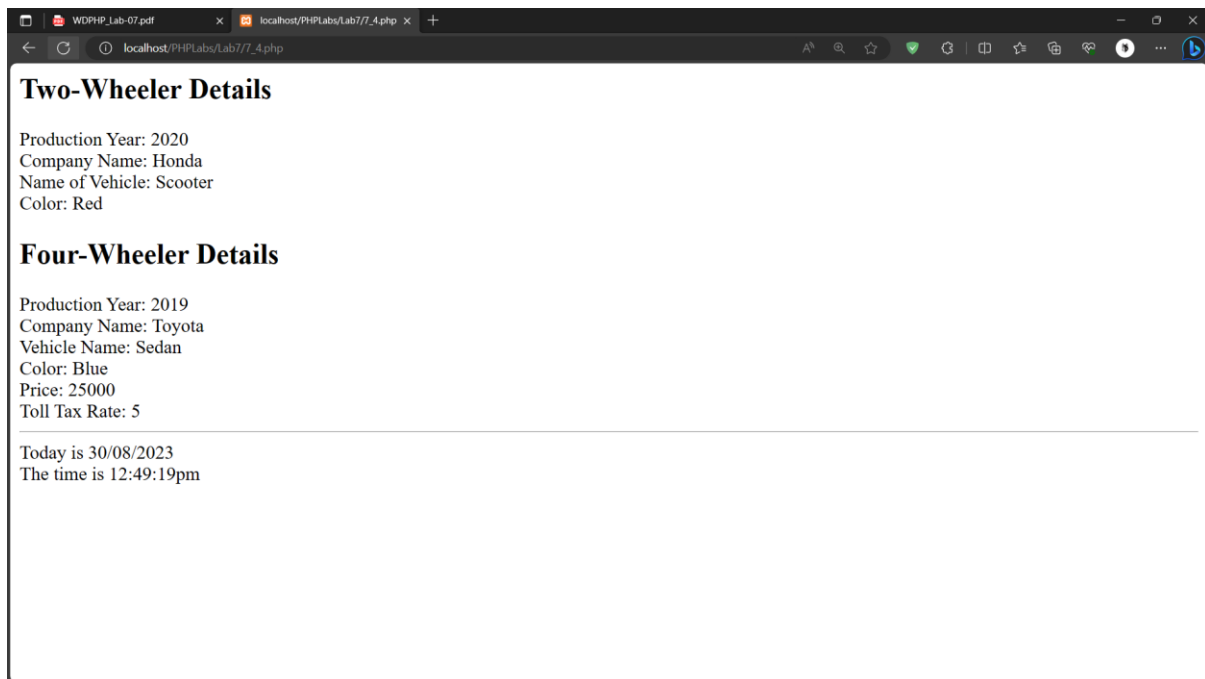 WDPHP_Lab-07.pdf
localhost/PHPLabs/Lab7/7_4.php
localhost/PHPLabs/Lab7/7_4.php
Two-Wheeler Details
Production Year: 2020
Company Name: Honda
Name of Vehicle: Scooter
Color: Red
Four-Wheeler Details
Production Year: 2019
Company Name: Toyota
Vehicle Name: Sedan
Color: Blue
Price: 25000
Toll Tax Rate: 5
Today is 30/08/2023
The time is 12:49:19pm